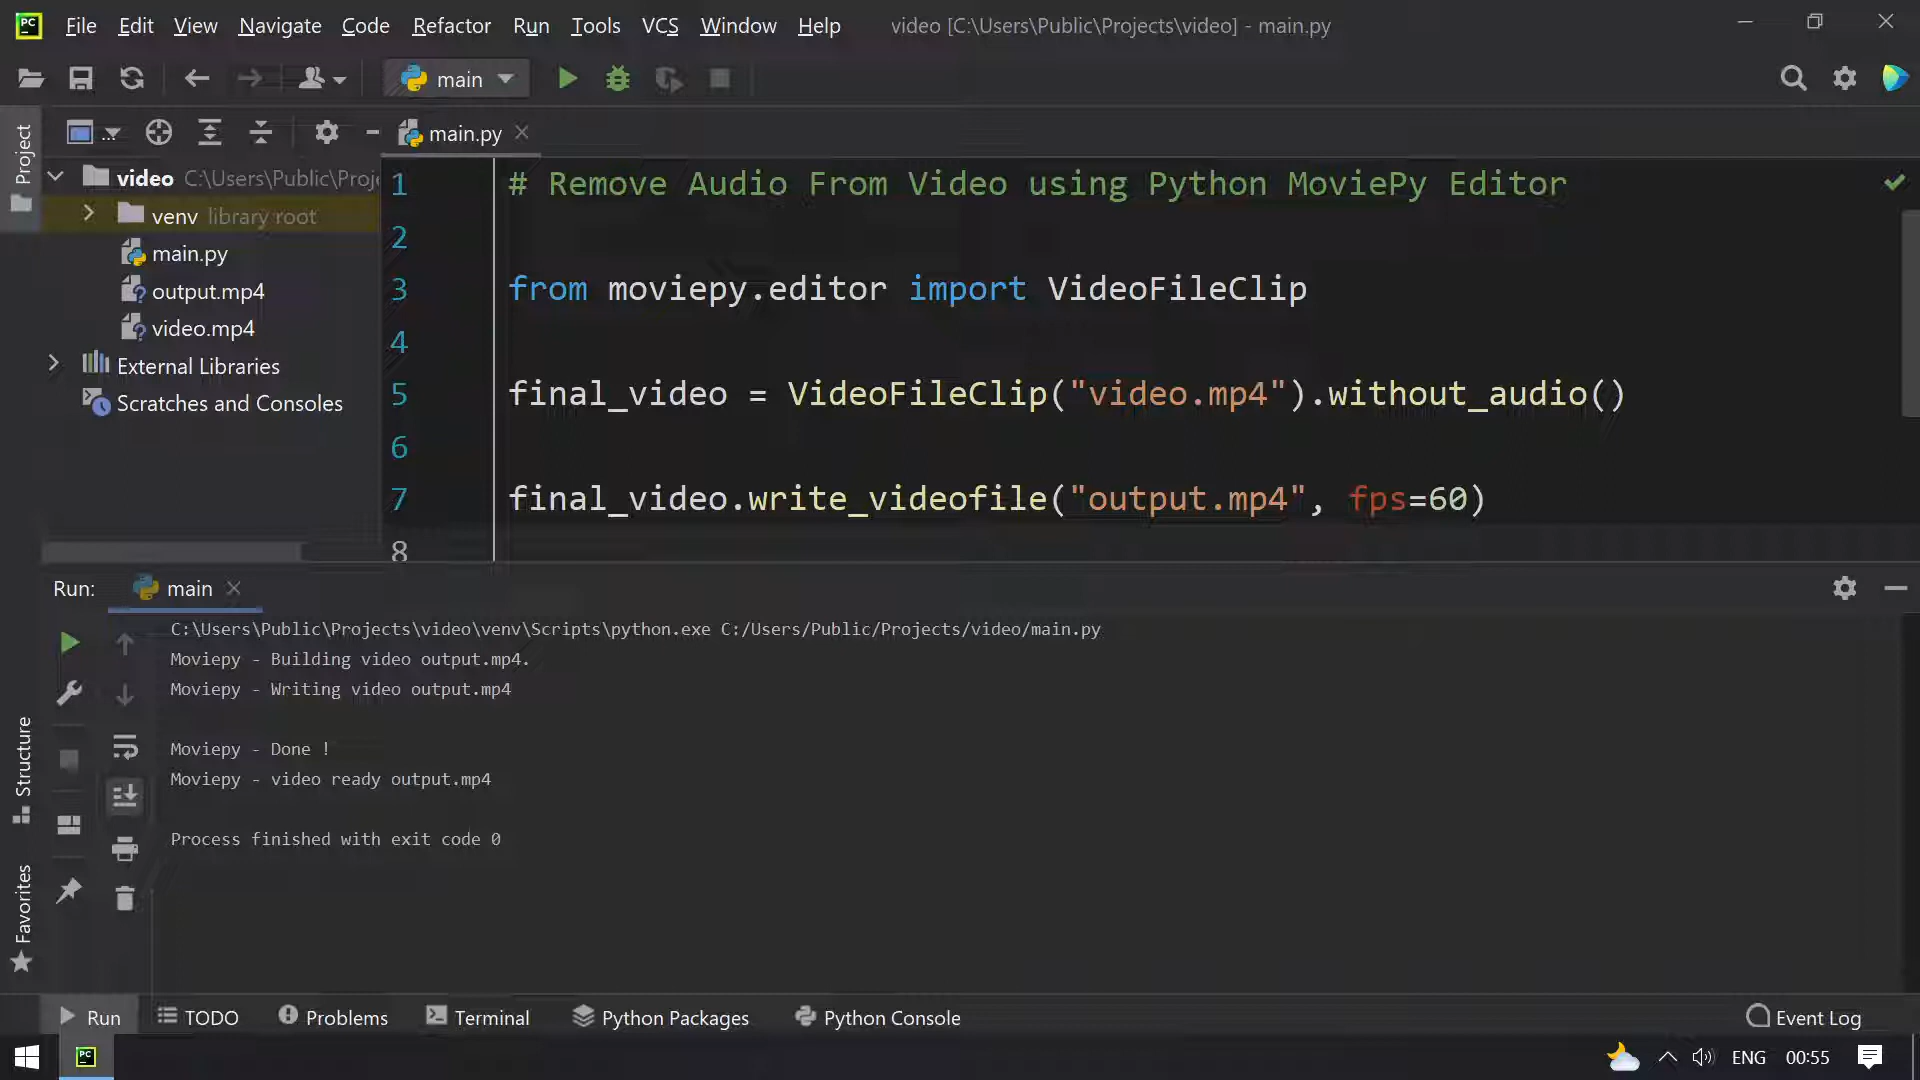 File Edit View Navigate Code Refactor Run Tools VCS Window Help video [C:\Users\Public\Projects\video] - main.py
main
... main.py
Project
video C:\Users\Public\Proj
venv library root
main.py
output.mp4
video.mp4
External Libraries
Scratches and Consoles
1 # Remove Audio From Video using Python MoviePy Editor
2
3 from moviepy.editor import VideoFileClip
4
5 final_video = VideoFileClip("video.mp4").without_audio()
6
7 final_video.write_videofile("output.mp4", fps=60)
8
Run: main
C:\Users\Public\Projects\video\venv\Scripts\python.exe C:/Users/Public/Projects/video/main.py
Moviepy - Building video output.mp4.
Moviepy - Writing video output.mp4
Moviepy - Done !
Moviepy - video ready output.mp4
Process finished with exit code 0
Structure
Favorites
Run TODO Problems Terminal Python Packages Python Console Event Log
PC ENG 00:55